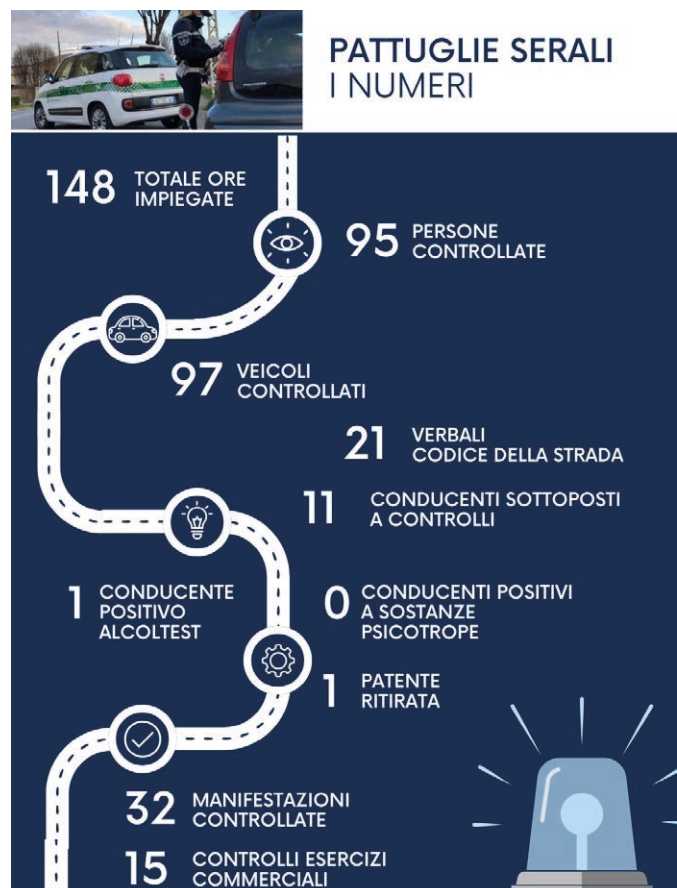 PATTUGLIE SERALI
I NUMERI
148 TOTALE ORE
IMPIEGATE
95 PERSONE
CONTROLLATE
97 VEICOLI
CONTROLLATI
21 VERBALI
CODICE DELLA STRADA
11 CONDUCENTI SOTTOPOSTI
A CONTROLLI
1 CONDUCENTE
POSITIVO
ALCOLTEST
0 CONDUCENTI POSITIVI
A SOSTANZE
PSICOTROPE
1 PATENTE
RITIRATA
32 MANIFESTAZIONI
CONTROLLATE
15 CONTROLLI ESERCIZI
COMMERCIALI